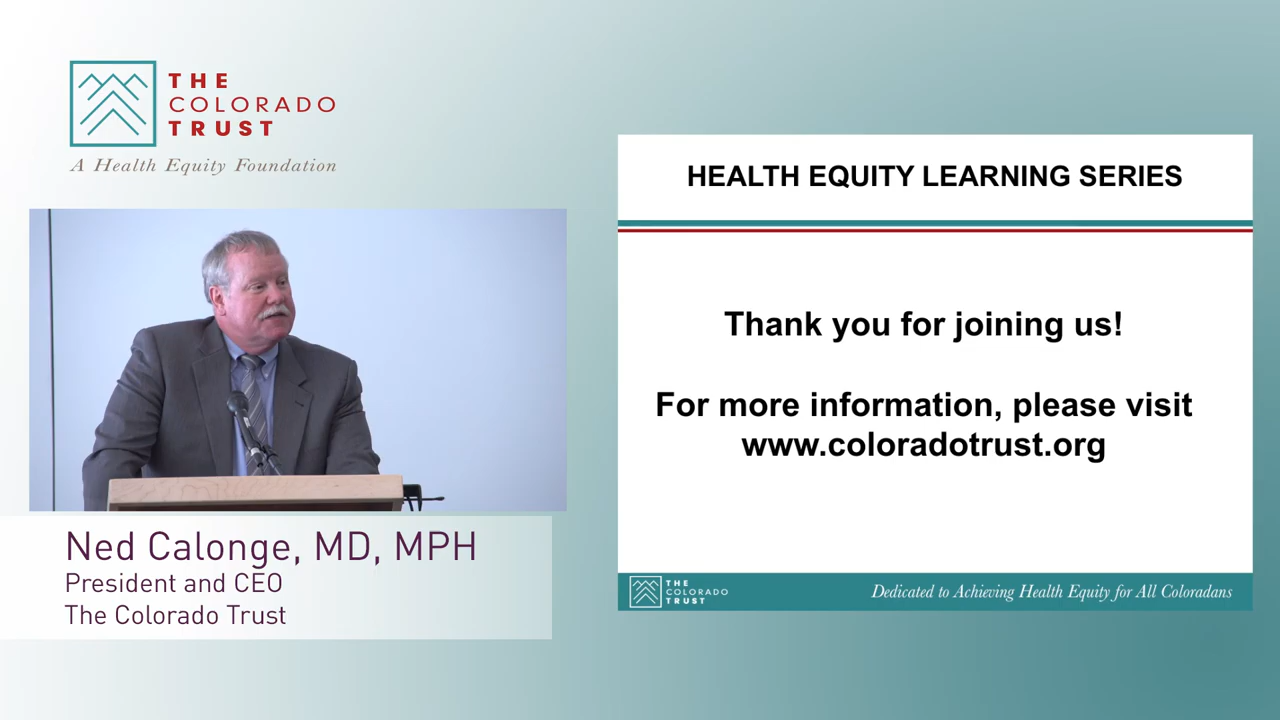 THE
COLORADO
TRUST
A Health Equity Foundation
Ned Calonge, MD, MPH
President and CEO
The Colorado Trust
HEALTH EQUITY LEARNING SERIES
Thank you for joining us!
For more information, please visit
www.coloradotrust.org
THE
COLORADO
TRUST
Dedicated to Achieving Health Equity for All Coloradans